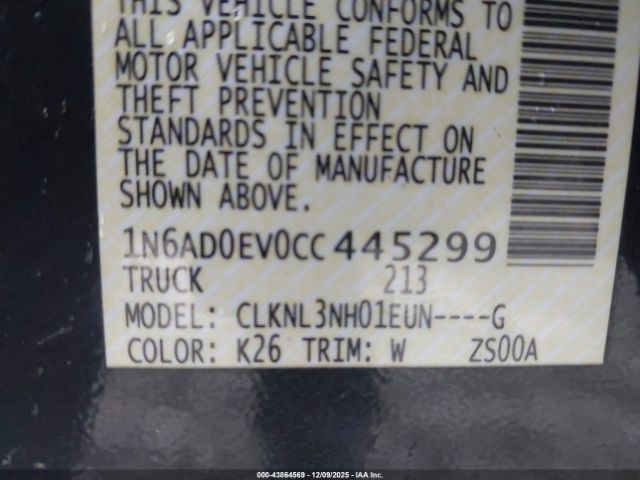 THIS VEHICLE CONFORMS TO
ALL APPLICABLE FEDERAL
MOTOR VEHICLE SAFETY AND
THEFT PREVENTION
STANDARDS IN EFFECT ON
THE DATE OF MANUFACTURE
SHOWN ABOVE.
1N6AD0EV0CC445299
TRUCK 213
MODEL: CLKNL3NH01EUN----G
COLOR: K26 TRIM: W ZS00A
000-43864569 | 12/09/2025 | IAA Inc.